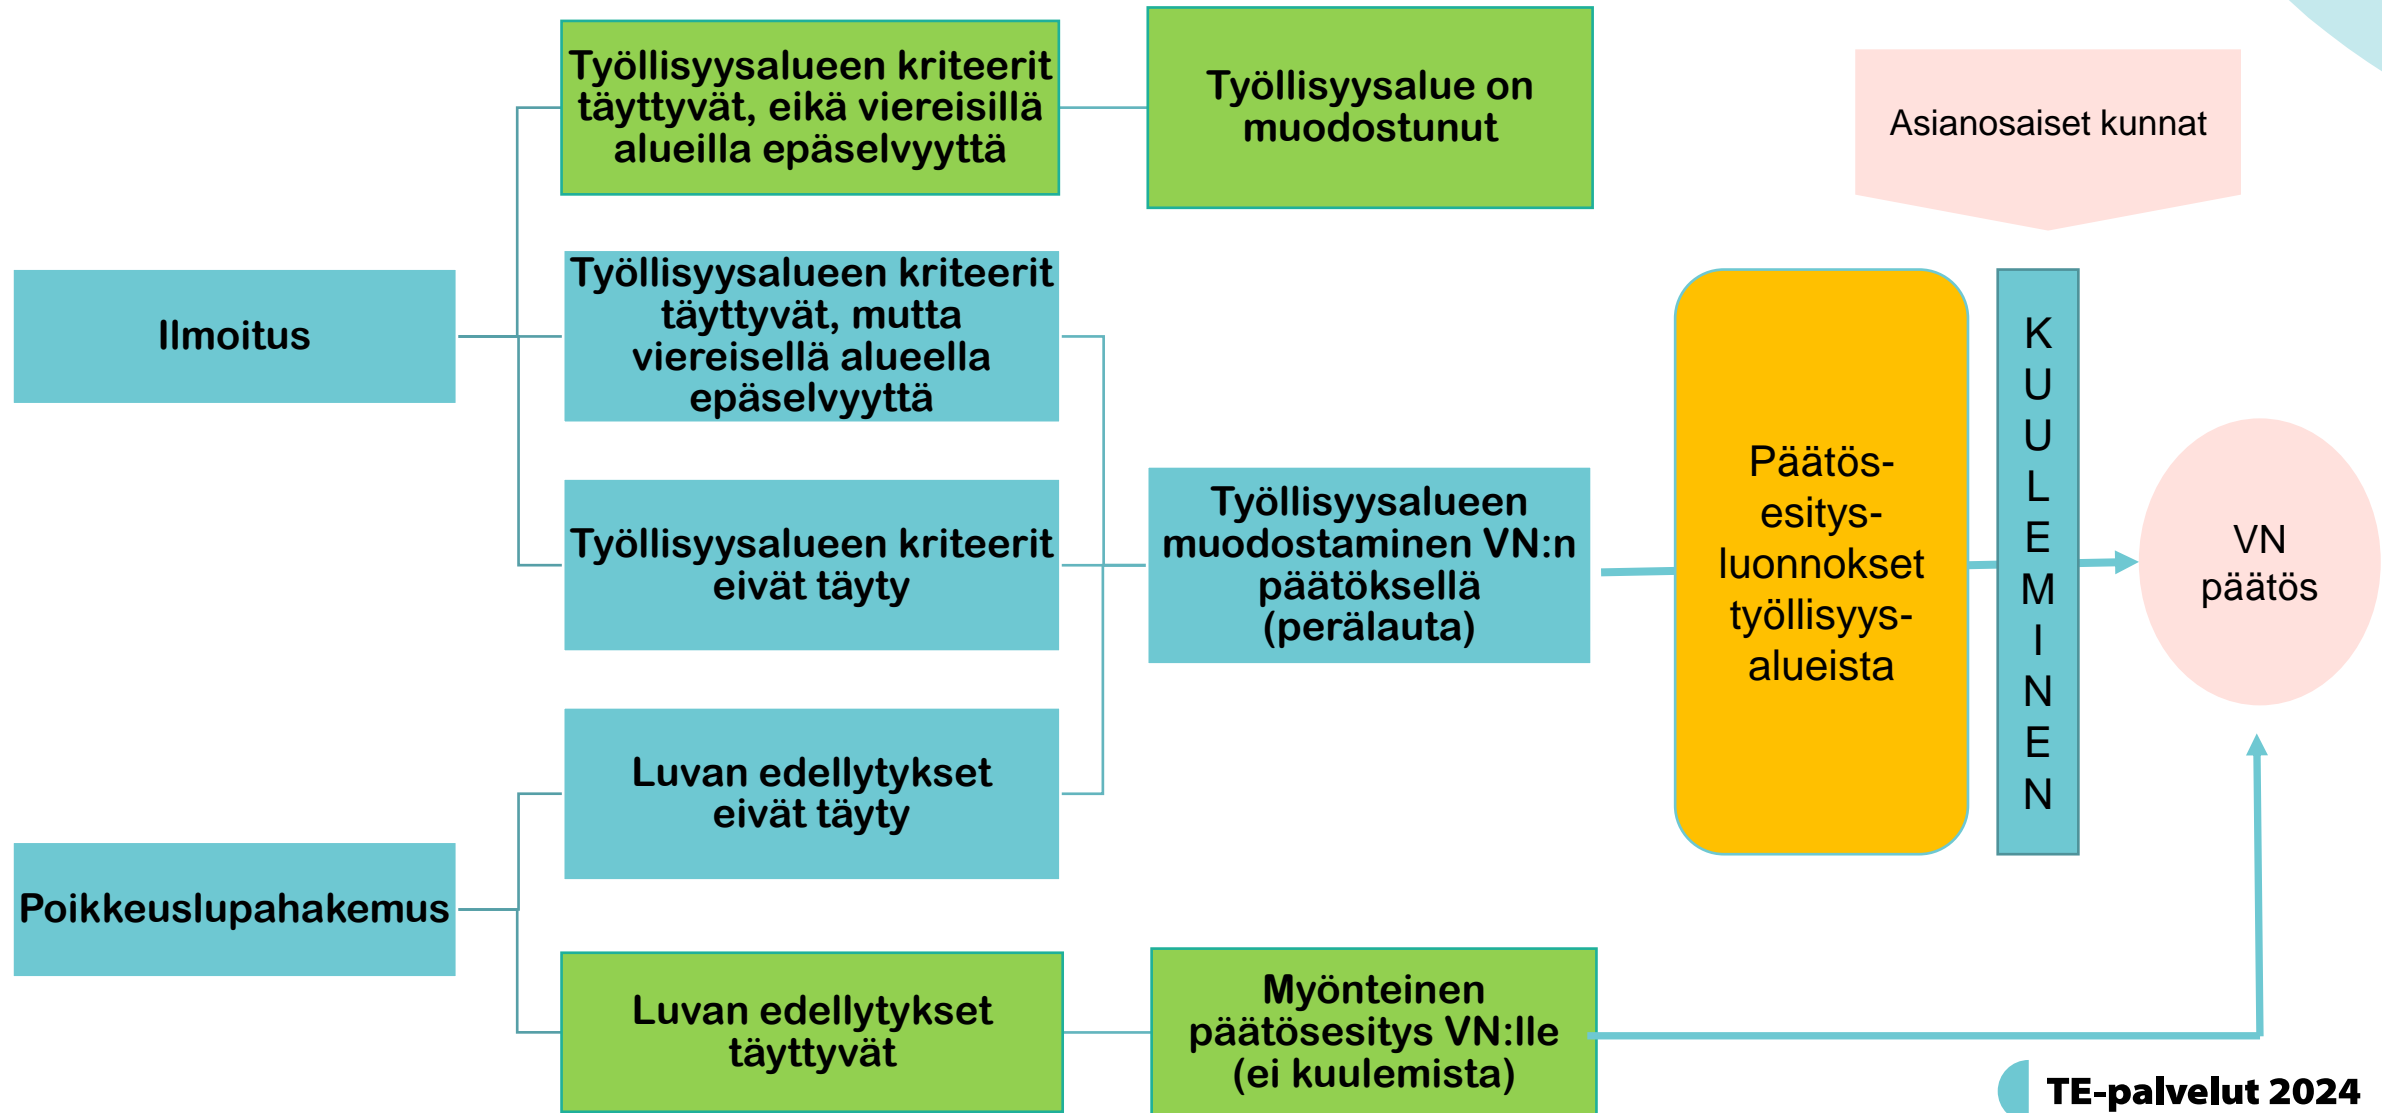 Työllisyysalueen kriteerit
täyttyvät, eikä viereisillä
alueilla epäselvyyttä
Työllisyysalue on
muodostunut
Asianosaiset kunnat
Ilmoitus
Työllisyysalueen kriteerit
täyttyvät, mutta
viereisellä alueella
epäselvyyttä
Työllisyysalueen kriteerit
eivät täyty
Työllisyysalueen
muodostaminen VN:n
päätöksellä
(perälauta)
Päätös-
esitys-
luonnokset
työllisyys-
alueista
K
U
U
L
E
M
I
N
E
N
VN
päätös
Luvan edellytykset
eivät täyty
Poikkeuslupahakemus
Luvan edellytykset
täyttyvät
Myönteinen
päätösesitys VN:lle
(ei kuulemista)
TE-palvelut 2024